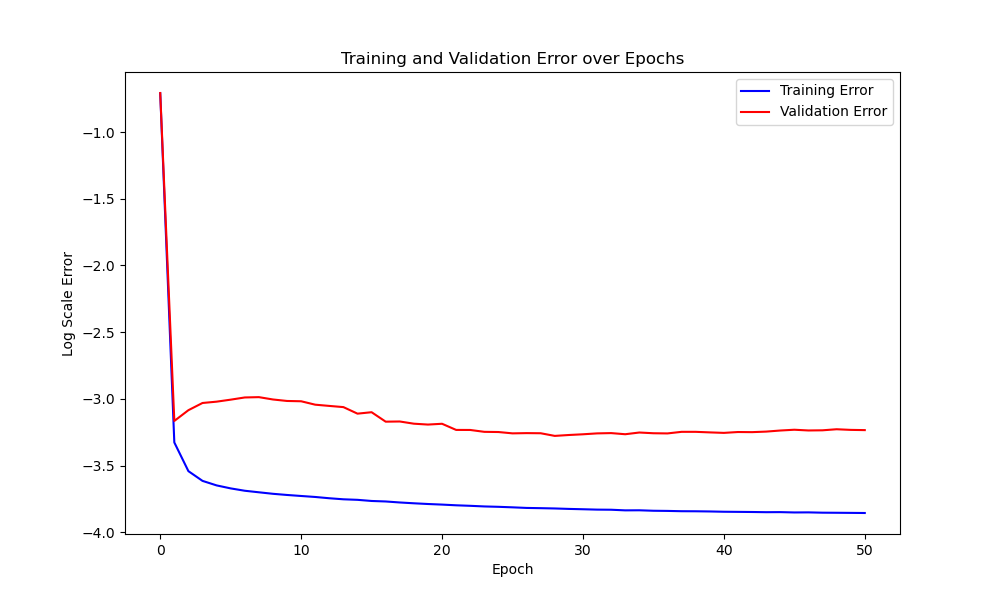 Training and Validation Error over Epochs
Training Error
Validation Error
Log Scale Error
−1.0
−1.5
−2.0
−2.5
−3.0
−3.5
−4.0
0 10 20 30 40 50
Epoch